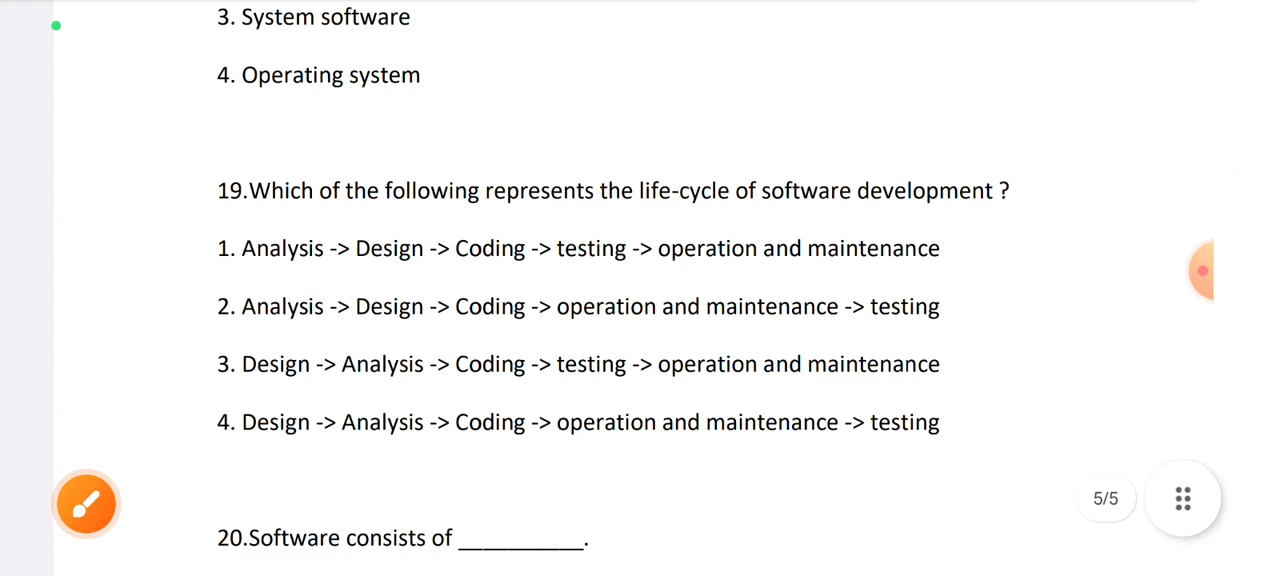 3. System software
4. Operating system
19.Which of the following represents the life-cycle of software development ?
1. Analysis -> Design -> Coding -> testing -> operation and maintenance
2. Analysis -> Design -> Coding -> operation and maintenance -> testing
3. Design -> Analysis -> Coding -> testing -> operation and maintenance
4. Design -> Analysis -> Coding -> operation and maintenance -> testing
5/5
20.Software consists of __________.